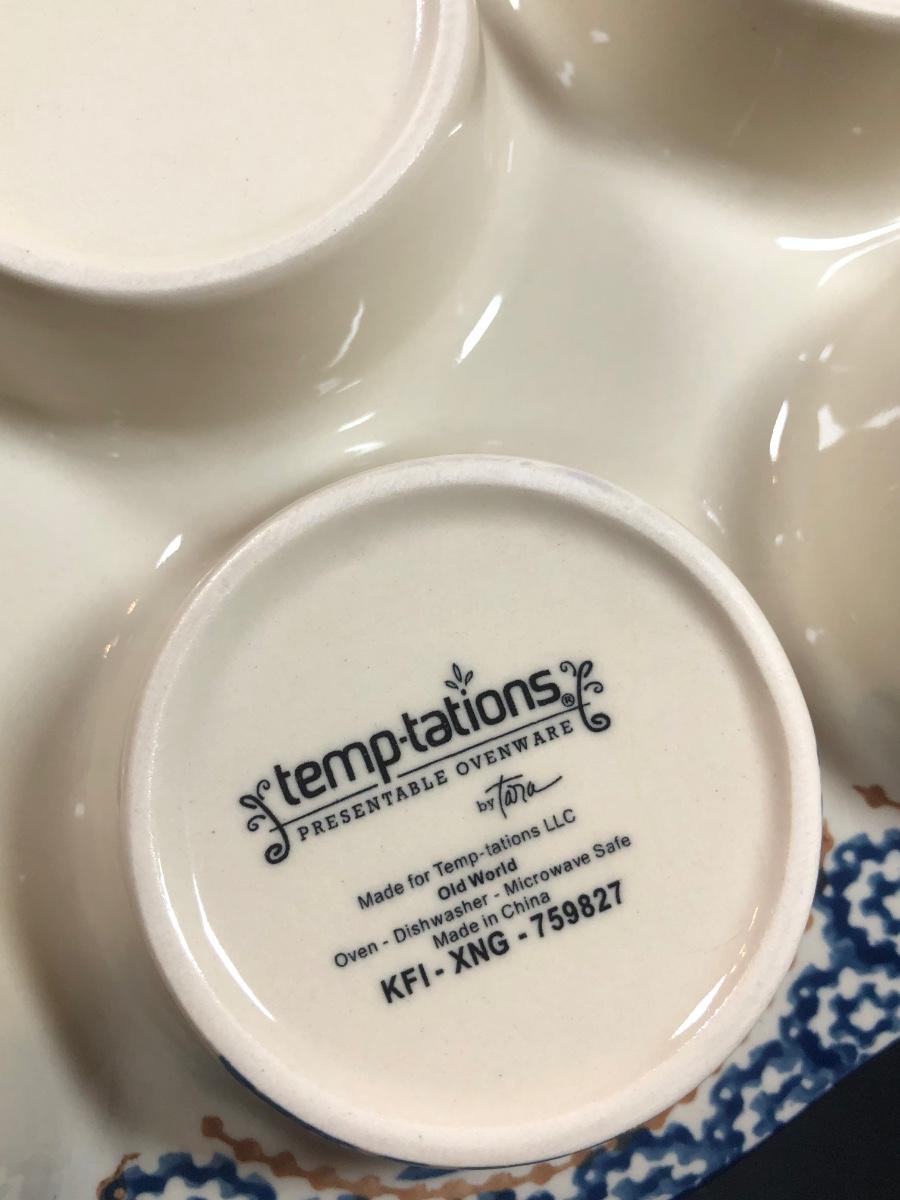 temp-tations®
PRESENTABLE OVENWARE
by tara
Made for Temp-tations LLC
Old World
Oven - Dishwasher - Microwave Safe
Made in China
KFI - XNG - 759827